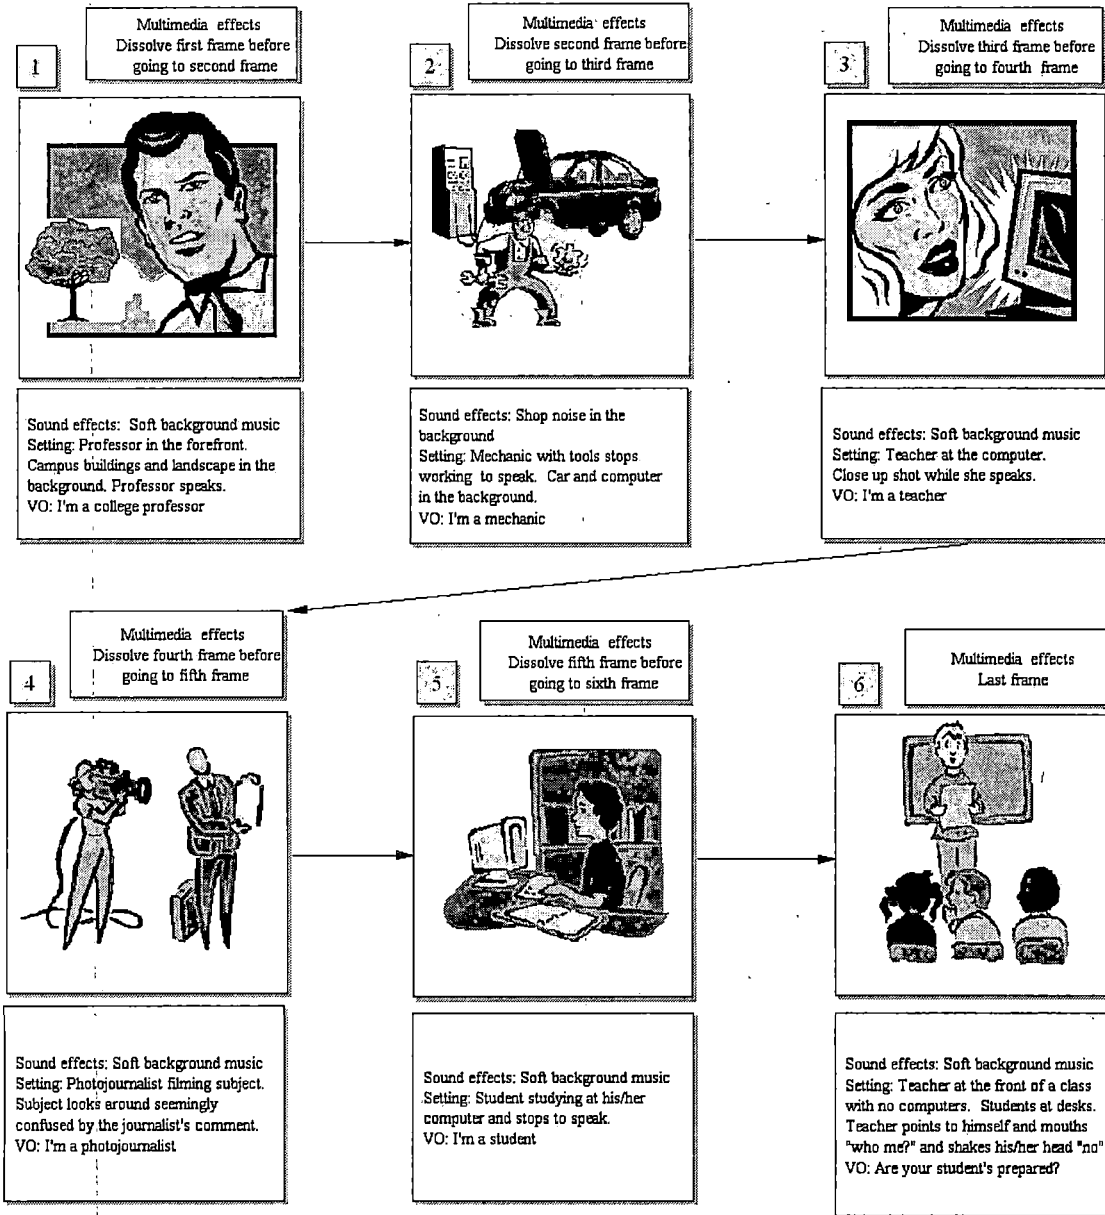 Multimedia effects
Dissolve first frame before
going to second frame
1
Multimedia effects
Dissolve second frame before
going to third frame
2
Multimedia effects
Dissolve third frame before
going to fourth frame
3
Sound effects: Soft background music
Setting: Professor in the forefront.
Campus buildings and landscape in the
background. Professor speaks.
VO: I'm a college professor
Sound effects: Shop noise in the
background
Setting: Mechanic with tools stops
working to speak. Car and computer
in the background.
VO: I'm a mechanic
Sound effects: Soft background music
Setting: Teacher at the computer.
Close up shot while she speaks.
VO: I'm a teacher
Multimedia effects
Dissolve fourth frame before
going to fifth frame
4
Multimedia effects
Dissolve fifth frame before
going to sixth frame
5
Multimedia effects
Last frame
6
Sound effects: Soft background music
Setting: Photojournalist filming subject.
Subject looks around seemingly
confused by the journalist's comment.
VO: I'm a photojournalist
Sound effects: Soft background music
Setting: Student studying at his/her
computer and stops to speak.
VO: I'm a student
Sound effects: Soft background music
Setting: Teacher at the front of a class
with no computers. Students at desks.
Teacher points to himself and mouths
"who me?" and shakes his/her head "no"
VO: Are your student's prepared?